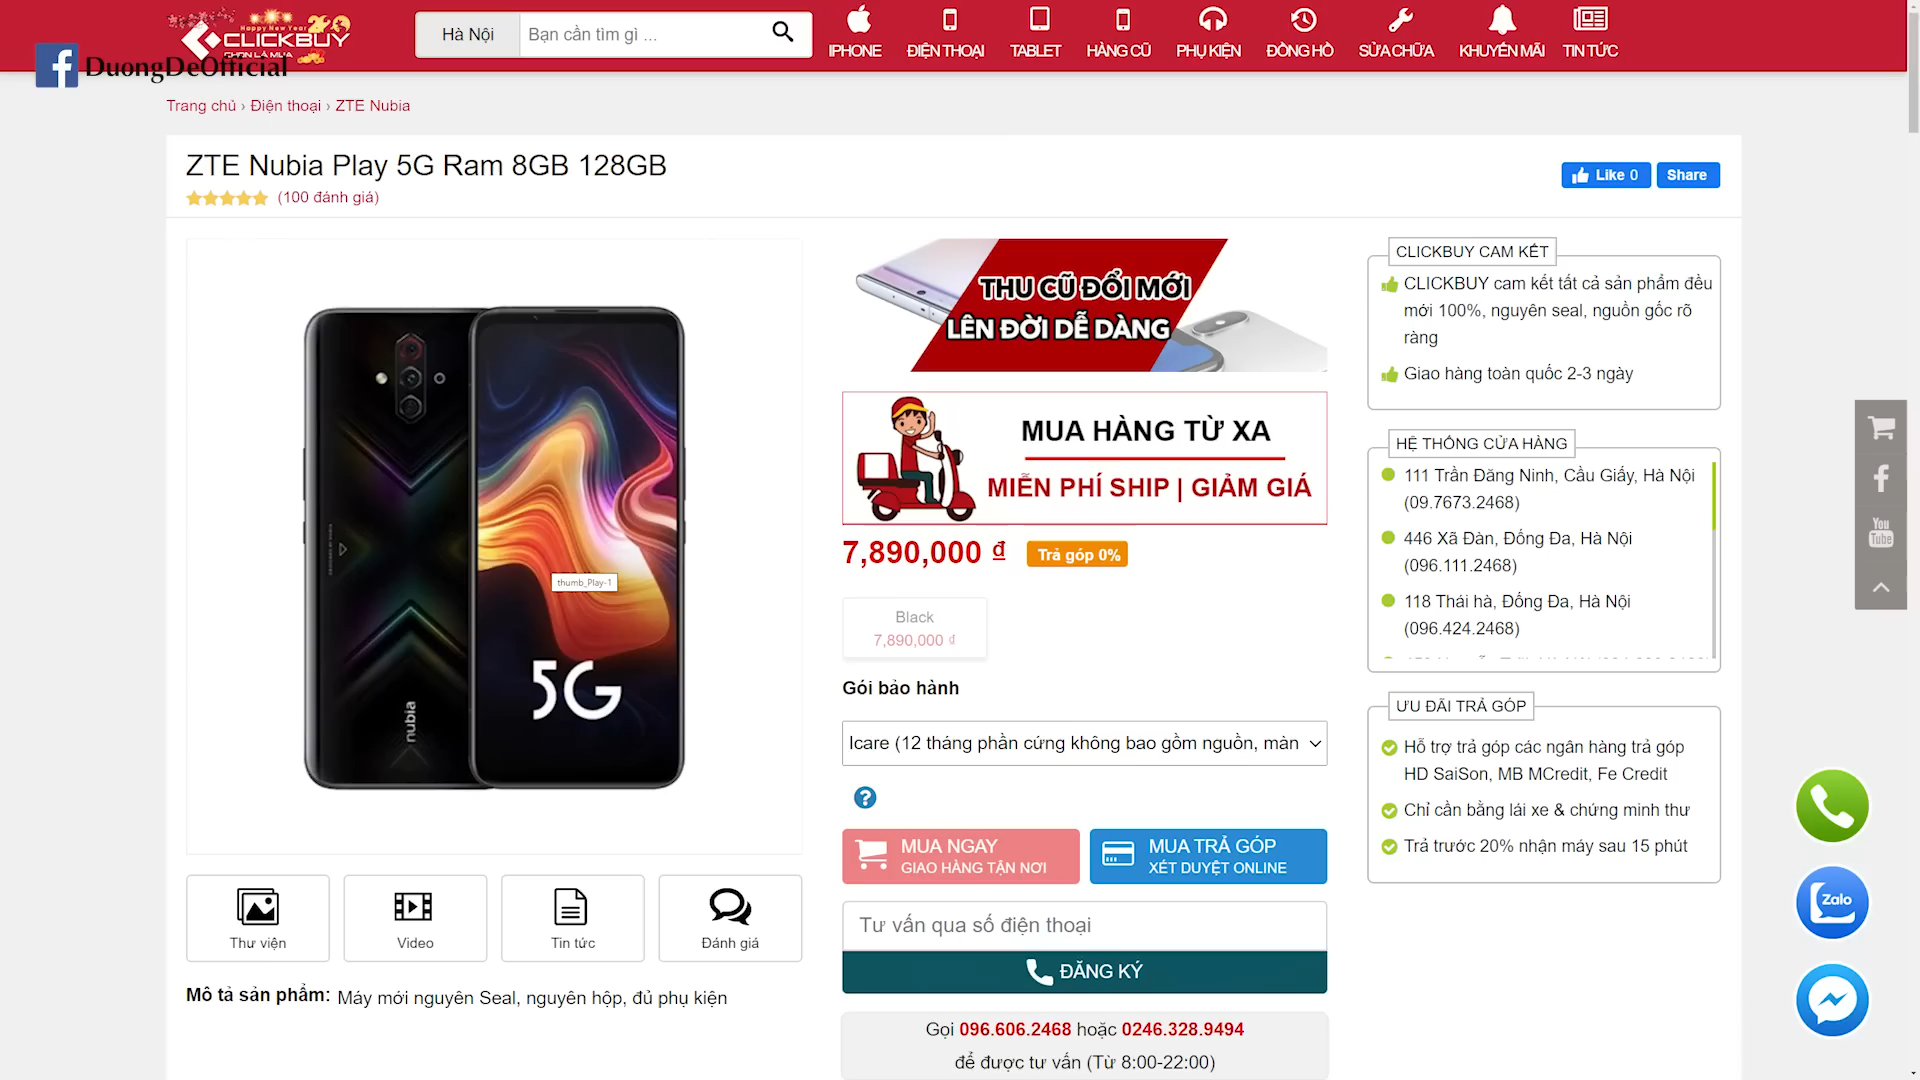 Happy New Year
CLICKBUY
CHỌN LÀ MUA
DuongDeOfficial
Hà Nội
Bạn cần tìm gì ...
IPHONE
ĐIỆN THOẠI
TABLET
HÀNG CŨ
PHỤ KIỆN
ĐỒNG HỒ
SỬA CHỮA
KHUYẾN MÃI
TIN TỨC
Trang chủ › Điện thoại › ZTE Nubia
ZTE Nubia Play 5G Ram 8GB 128GB
(100 đánh giá)
Like 0
Share
nubia
5G
thumb_Play-1
Thư viện
Video
Tin tức
Đánh giá
Mô tả sản phẩm: Máy mới nguyên Seal, nguyên hộp, đủ phụ kiện
THU CŨ ĐỔI MỚI
LÊN ĐỜI DỄ DÀNG
MUA HÀNG TỪ XA
MIỄN PHÍ SHIP | GIẢM GIÁ
7,890,000 ₫
Trả góp 0%
Black
7,890,000 ₫
Gói bảo hành
Icare (12 tháng phần cứng không bao gồm nguồn, màn
?
MUA NGAY
GIAO HÀNG TẬN NƠI
MUA TRẢ GÓP
XÉT DUYỆT ONLINE
Tư vấn qua số điện thoại
ĐĂNG KÝ
Gọi 096.606.2468 hoặc 0246.328.9494
để được tư vấn (Từ 8:00-22:00)
CLICKBUY CAM KẾT
CLICKBUY cam kết tất cả sản phẩm đều
mới 100%, nguyên seal, nguồn gốc rõ
ràng
Giao hàng toàn quốc 2-3 ngày
HỆ THỐNG CỬA HÀNG
111 Trần Đăng Ninh, Cầu Giấy, Hà Nội
(09.7673.2468)
446 Xã Đàn, Đống Đa, Hà Nội
(096.111.2468)
118 Thái hà, Đống Đa, Hà Nội
(096.424.2468)
ƯU ĐÃI TRẢ GÓP
Hỗ trợ trả góp các ngân hàng trả góp
HD SaiSon, MB MCredit, Fe Credit
Chỉ cần bằng lái xe & chứng minh thư
Trả trước 20% nhận máy sau 15 phút
You
Tube
Zalo